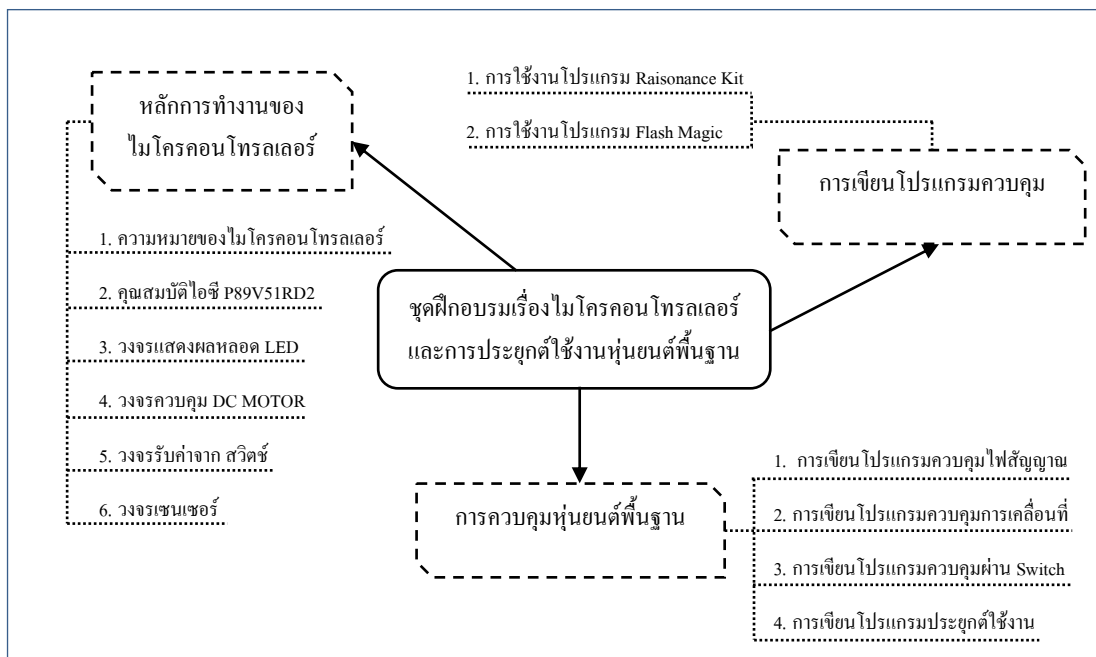 หลักการทำงานของ
ไมโครคอนโทรลเลอร์
1. ความหมายของไมโครคอนโทรลเลอร์
2. คุณสมบัติไอซี P89V51RD2
3. วงจรแสดงผลหลอด LED
4. วงจรควบคุม DC MOTOR
5. วงจรรับค่าจาก สวิตช์
6. วงจรเซนเซอร์
1. การใช้งานโปรแกรม Raisonance Kit
2. การใช้งานโปรแกรม Flash Magic
การเขียนโปรแกรมควบคุม
ชุดฝึกอบรมเรื่องไมโครคอนโทรลเลอร์
และการประยุกต์ใช้งานหุ่นยนต์พื้นฐาน
การควบคุมหุ่นยนต์พื้นฐาน
1. การเขียนโปรแกรมควบคุมไฟสัญญาณ
2. การเขียนโปรแกรมควบคุมการเคลื่อนที่
3. การเขียนโปรแกรมควบคุมผ่าน Switch
4. การเขียนโปรแกรมประยุกต์ใช้งาน